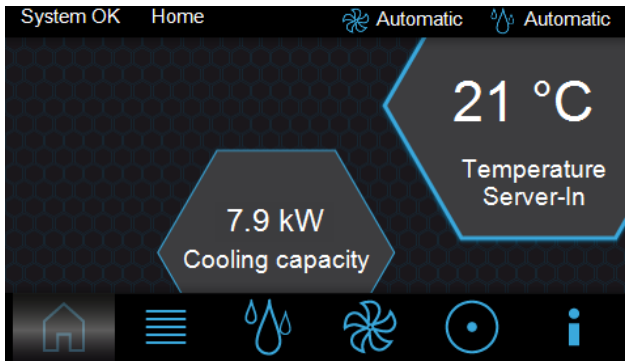 System OK Home Automatic Automatic
21 °C
Temperature
Server-In
7.9 kW
Cooling capacity